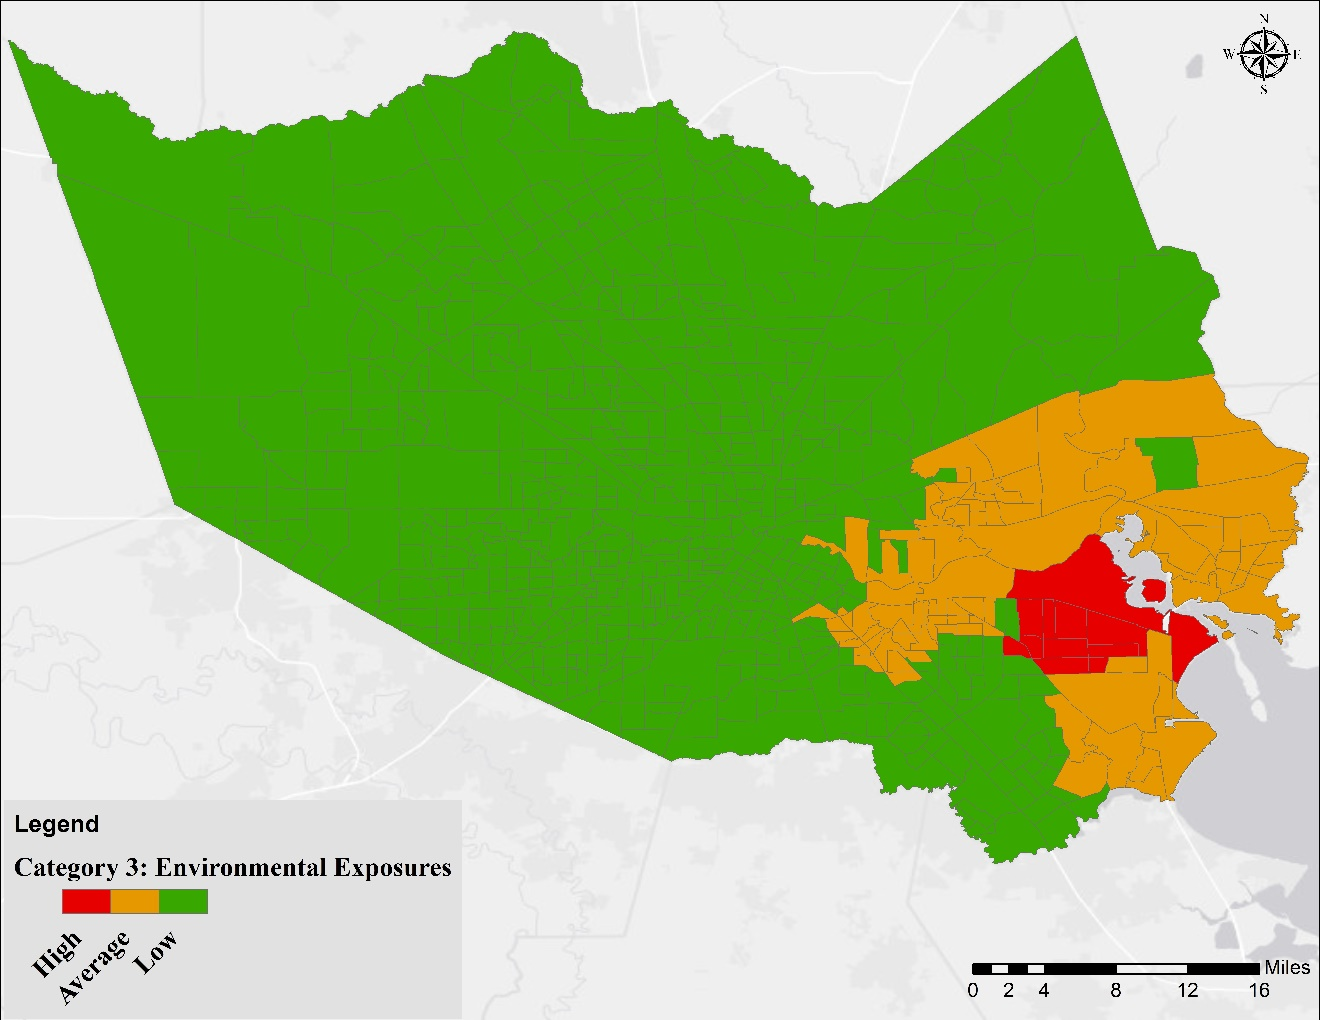 N
W E
S
Legend
Category 3: Environmental Exposures
High
Average
Low
Miles
0 2 4 8 12 16